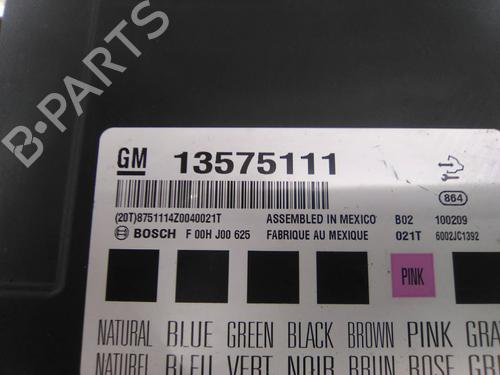 B-PARTS
GM 13575111
864
(20T)8751114Z0040021T ASSEMBLED IN MEXICO B02 100209
BOSCH F 00H J00 625 FABRIQUE AU MEXIQUE 021T 6002JC1392
PINK
NATURAL BLUE GREEN BLACK BROWN PINK GRAY
NATUREL BLEU VERT NOIR BRUN ROSE